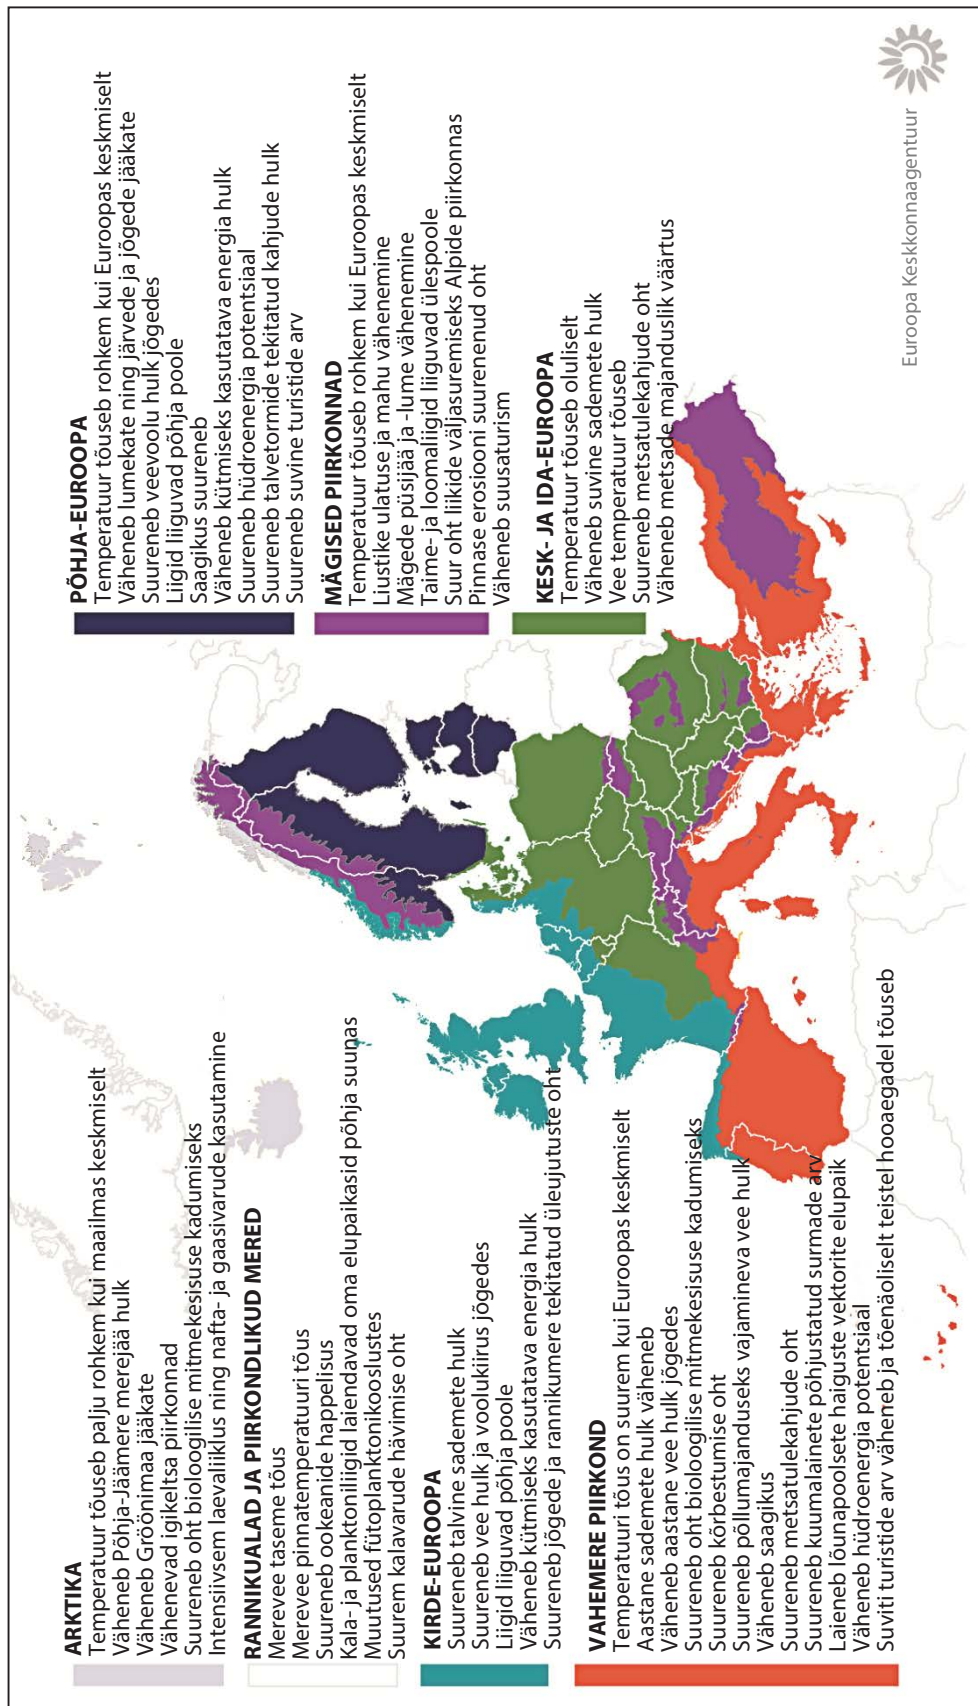 ARKTIKA
Temperatuur tõuseb palju rohkem kui maailmas keskmiselt
Väheneb Põhja-Jäämere merejää hulk
Väheneb Gröönimaa jääkate
Vähenevad igikeltsa piirkonnad
Suureneb oht bioloogilise mitmekesisuse kadumiseks
Intensiivsem laevaliiklus ning nafta- ja gaasivarude kasutamine
RANNIKUALAD JA PIIRKONDLIKUD MERED
Merevee taseme tõus
Merevee pinnatemperatuuri tõus
Suureneb ookeanide happelisus
Kala- ja planktoniliigid laiendavad oma elupaikasid põhja suunas
Muutused fütoplanktonikooslustes
Suurem kalavarude hävimise oht
KIRDE-EUROOPA
Suureneb talvine sademete hulk
Suureneb vee hulk ja voolukiirus jõgedes
Liigid liiguvad põhja poole
Väheneb kütmiseks kasutatava energia hulk
Suureneb jõgede ja rannikumere tekitatud üleujutuste oht
VAHEMERE PIIRKOND
Temperatuuri tõus on suurem kui Euroopas keskmiselt
Aastane sademete hulk väheneb
Väheneb aastane vee hulk jõgedes
Suureneb oht bioloogilise mitmekesisuse kadumiseks
Suureneb kõrbestumise oht
Suureneb põllumajanduseks vajamineva vee hulk
Väheneb saagikus
Suureneb metsatulekahjude oht
Suureneb kuumalainete põhjustatud surmade arv
Laieneb lõunapoolsete haiguste vektorite elupaik
Väheneb hüdroenergia potentsiaal
Suviti turistide arv väheneb ja tõenäoliselt teistel hooaegadel tõuseb
PÕHJA-EUROOPA
Temperatuur tõuseb rohkem kui Euroopas keskmiselt
Väheneb lumekate ning järvede ja jõgede jääkate
Suureneb veevoolu hulk jõgedes
Liigid liiguvad põhja poole
Saagikus suureneb
Väheneb kütmiseks kasutatava energia hulk
Suureneb hüdroenergia potentsiaal
Suureneb talvetormide tekitatud kahjude hulk
Suureneb suvine turistide arv
MÄGISED PIIRKONNAD
Temperatuur tõuseb rohkem kui Euroopas keskmiselt
Liustike ulatuse ja mahu vähenemine
Mägede püsijää ja -lume vähenemine
Taime- ja loomaliigid liiguvad ülespoole
Suur oht liikide väljasuremiseks Alpide piirkonnas
Pinnase erosiooni suurenenud oht
Väheneb suusaturism
KESK- JA IDA-EUROOPA
Temperatuur tõuseb oluliselt
Väheneb suvine sademete hulk
Vee temperatuur tõuseb
Suureneb metsatulekahjude oht
Väheneb metsade majanduslik väärtus
Euroopa Keskkonnaagentuur